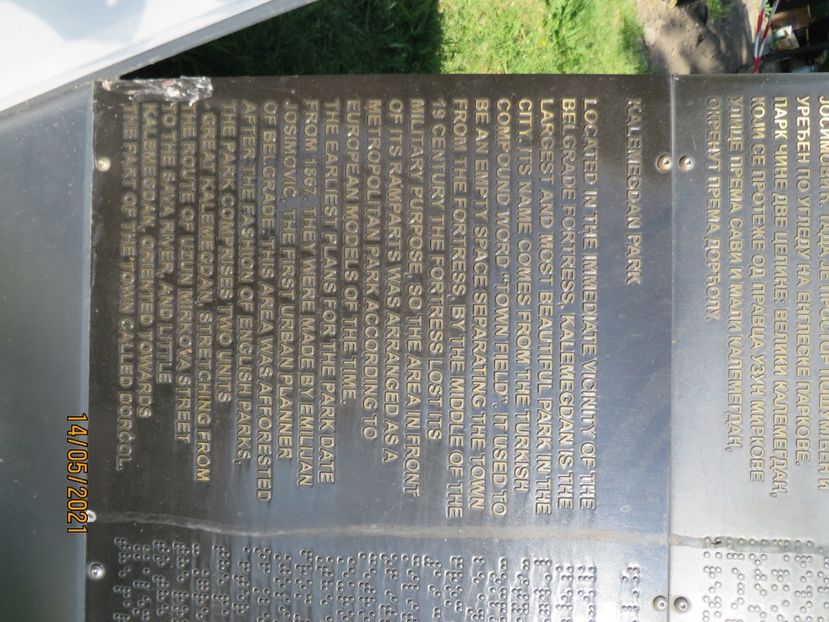 УРЕЂЕН ПО УГЛЕДУ НА ЕНГЛЕСКЕ ПАРКОВЕ.
ПАРК ЧИНЕ ДВЕ ЦЕЛИНЕ: ВЕЛИКИ КАЛЕМЕГДАН,
КОЈИ СЕ ПРОТЕЖЕ ОД ПРАВЦА УЗУН МИРКОВЕ
УЛИЦЕ ПРЕМА САВИ И МАЛИ КАЛЕМЕГДАН,
ОКРЕНУТ ПРЕМА ДОРЋОЛУ.
KALEMEGDAN PARK
LOCATED IN THE IMMEDIATE VICINITY OF THE
BELGRADE FORTRESS, KALEMEGDAN IS THE
LARGEST AND MOST BEAUTIFUL PARK IN THE
CITY. ITS NAME COMES FROM THE TURKISH
COMPOUND WORD "TOWN FIELD". IT USED TO
BE AN EMPTY SPACE SEPARATING THE TOWN
FROM THE FORTRESS. BY THE MIDDLE OF THE
19 CENTURY THE FORTRESS LOST ITS
MILITARY PURPOSE, SO THE AREA IN FRONT
OF ITS RAMPARTS WAS ARRANGED AS A
METROPOLITAN PARK ACCORDING TO
EUROPEAN MODELS OF THE TIME.
THE EARLIEST PLANS FOR THE PARK DATE
FROM 1867. THEY WERE MADE BY EMILIJAN
JOSIMOVIC, THE FIRST URBAN PLANNER
OF BELGRADE. THIS AREA WAS AFFORESTED
AFTER THE FASHION OF ENGLISH PARKS.
THE PARK COMPRISES TWO UNITS
GREAT KALEMEGDAN, STRETCHING FROM
THE ROUTE OF UZUN MIRKOVA STREET
TO THE SAVA RIVER, AND LITTLE
KALEMEGDAN, ORIENTED TOWARDS
THE PART OF THE TOWN CALLED DORCOL.
14/05/2021